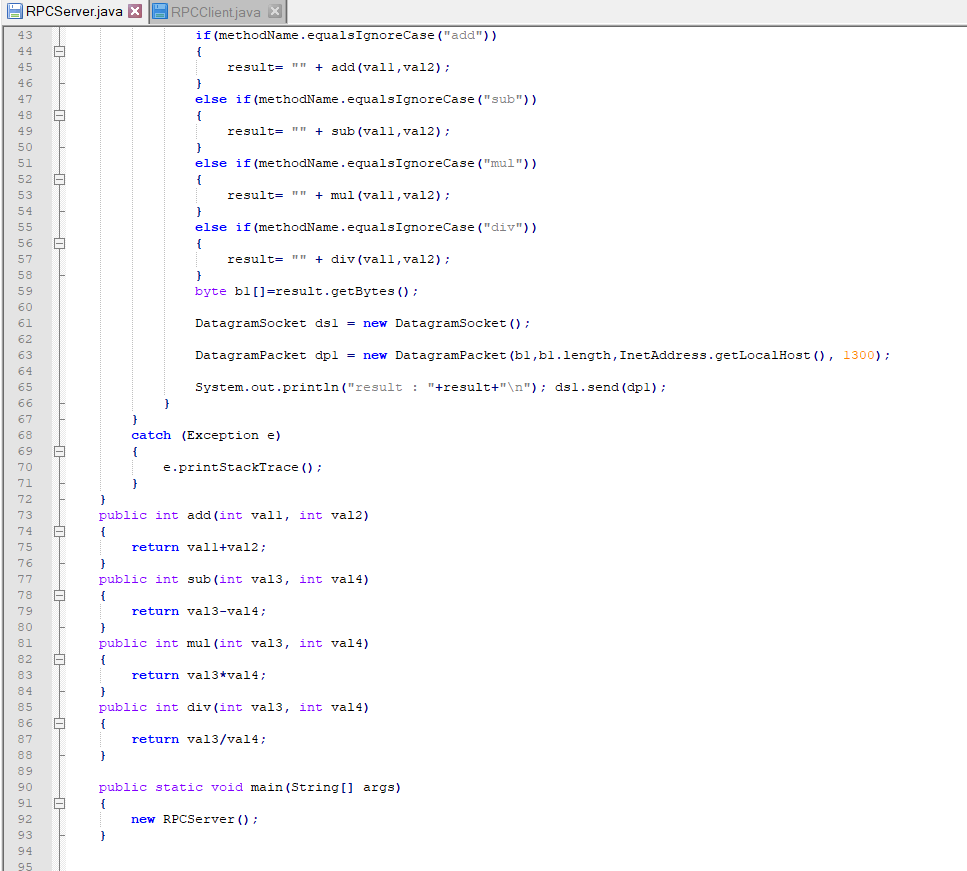 RPCServer.java RPCClient.java
43 if(methodName.equalsIgnoreCase("add"))
44 {
45 result= "" + add(val1,val2);
46 }
47 else if(methodName.equalsIgnoreCase("sub"))
48 {
49 result= "" + sub(val1,val2);
50 }
51 else if(methodName.equalsIgnoreCase("mul"))
52 {
53 result= "" + mul(val1,val2);
54 }
55 else if(methodName.equalsIgnoreCase("div"))
56 {
57 result= "" + div(val1,val2);
58 }
59 byte b1[]=result.getBytes();
60
61 DatagramSocket ds1 = new DatagramSocket();
62
63 DatagramPacket dp1 = new DatagramPacket(b1,b1.length,InetAddress.getLocalHost(), 1300);
64
65 System.out.println("result : "+result+"\n"); ds1.send(dp1);
66 }
67 }
68 catch (Exception e)
69 {
70 e.printStackTrace();
71 }
72 }
73 public int add(int val1, int val2)
74 {
75 return val1+val2;
76 }
77 public int sub(int val3, int val4)
78 {
79 return val3-val4;
80 }
81 public int mul(int val3, int val4)
82 {
83 return val3*val4;
84 }
85 public int div(int val3, int val4)
86 {
87 return val3/val4;
88 }
89
90 public static void main(String[] args)
91 {
92 new RPCServer();
93 }
94
95